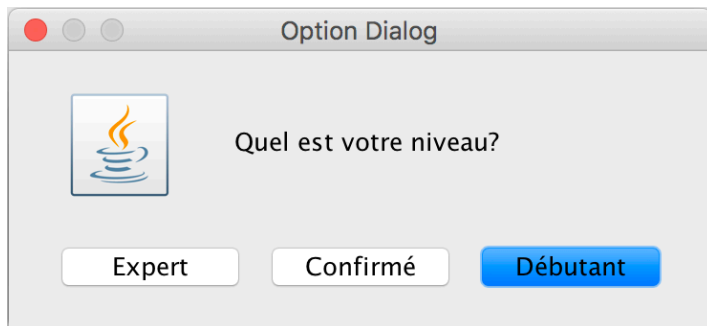 Option Dialog
Quel est votre niveau?
Expert Confirmé Débutant